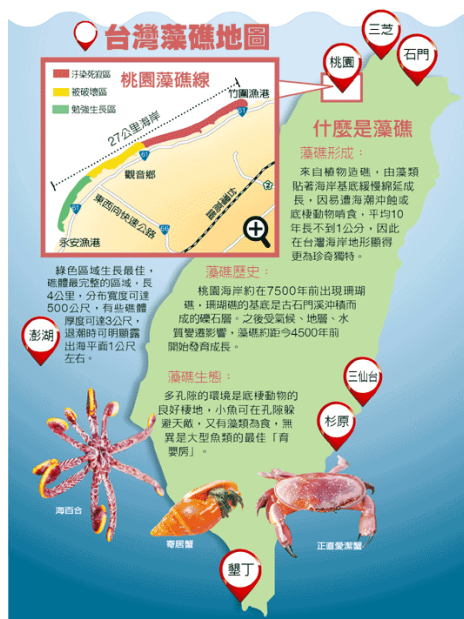 台灣藻礁地圖
三芝
石門
桃園
汙染死寂區
被破壞區
勉強生長區
桃園藻礁線
竹圍漁港
27公里海岸
61
觀音鄉
61
東西向快速公路
66
台灣高鐵
61
永安漁港
什麼是藻礁
藻礁形成：
來自植物造礁，由藻類
貼著海岸基底緩慢綿延成
長，因易遭海潮沖蝕或
底棲動物啃食，平均10
年長不到1公分，因此
在台灣海岸地形顯得
更為珍奇獨特。
綠色區域生長最佳，
礁體最完整的區域，長
4公里，分布寬度可達
500公尺，有些礁體
厚度可達3公尺，
退潮時可明顯露
出海平面1公尺
左右。
藻礁歷史：
桃園海岸約在7500年前出現珊瑚
礁，珊瑚礁的基底是古石門溪沖積而
成的礫石層。之後受氣候、地層、水
質變遷影響，藻礁約距今4500年前
開始發育成長。
澎湖
藻礁生態：
多孔隙的環境是底棲動物的
良好棲地，小魚可在孔隙躲
避天敵，又有藻類為食，無
異是大型魚類的最佳「育
嬰房」。
三仙台
杉原
海百合
寄居蟹
正直愛潔蟹
墾丁